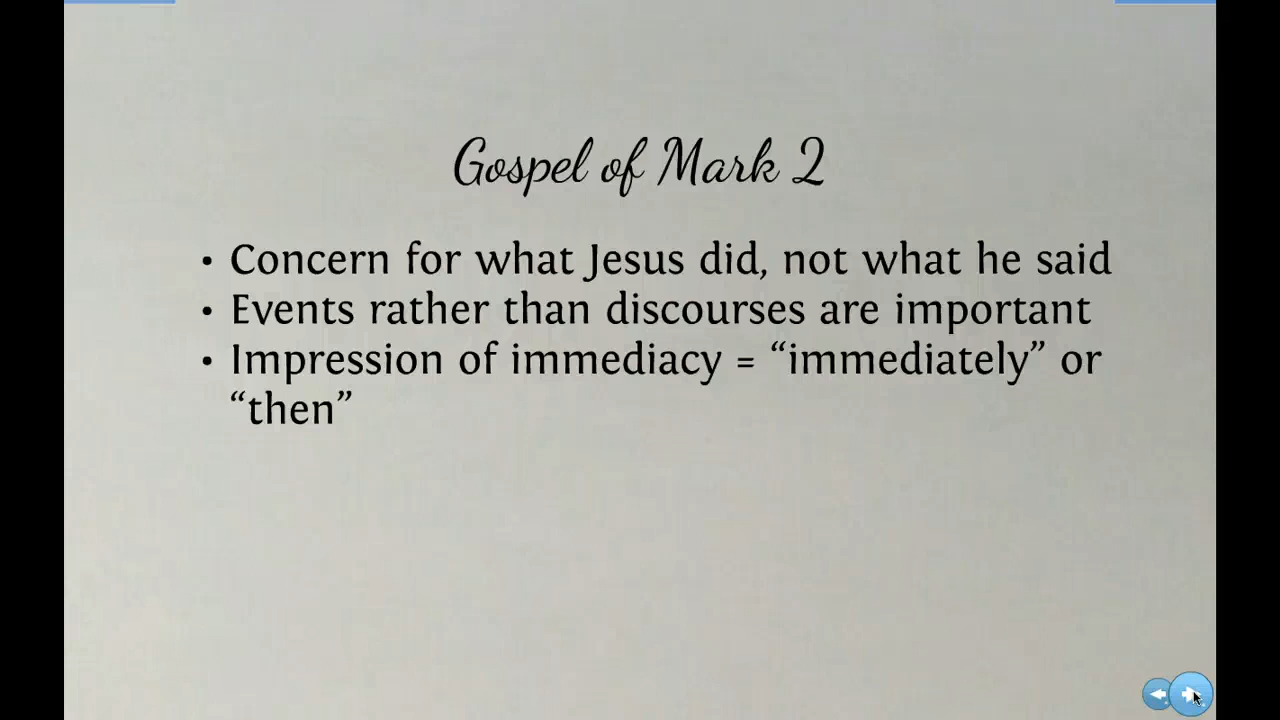 Gospel of Mark 2
• Concern for what Jesus did, not what he said
• Events rather than discourses are important
• Impression of immediacy = “immediately” or
“then”